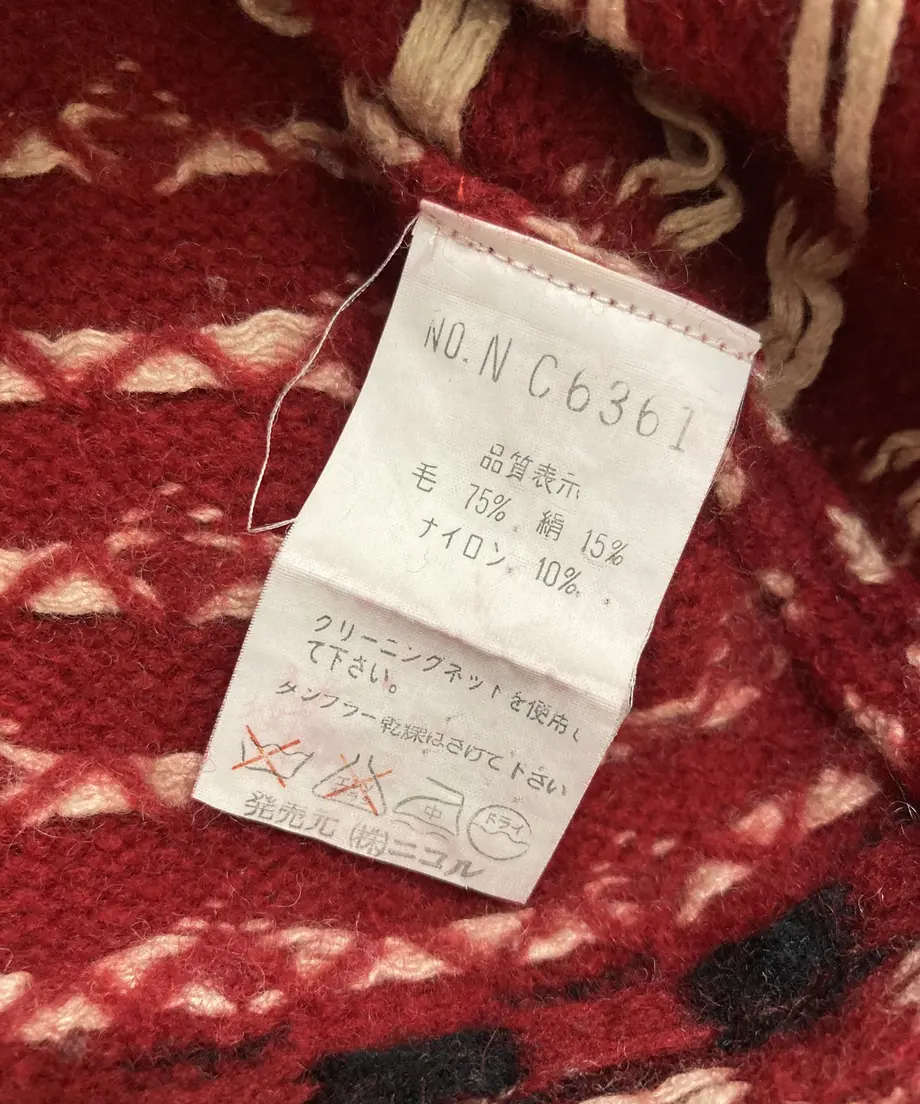 NO. N C6361
品質表示
毛 75% 絹 15%
ナイロン 10%
クリーニングネットを使用し
て下さい。
タンブラー乾燥はさけて下さい
中 ドライ
発売元 (株)ニコル